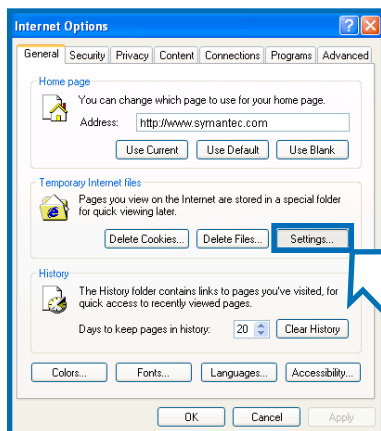 Internet Options
General Security Privacy Content Connections Programs Advanced
Home page
You can change which page to use for your home page.
Address: http://www.symantec.com
Use Current Use Default Use Blank
Temporary Internet files
Pages you view on the Internet are stored in a special folder
for quick viewing later.
Delete Cookies... Delete Files... Settings...
History
The History folder contains links to pages you've visited, for
quick access to recently viewed pages.
Days to keep pages in history: 20 Clear History
Colors... Fonts... Languages... Accessibility...
OK Cancel Apply